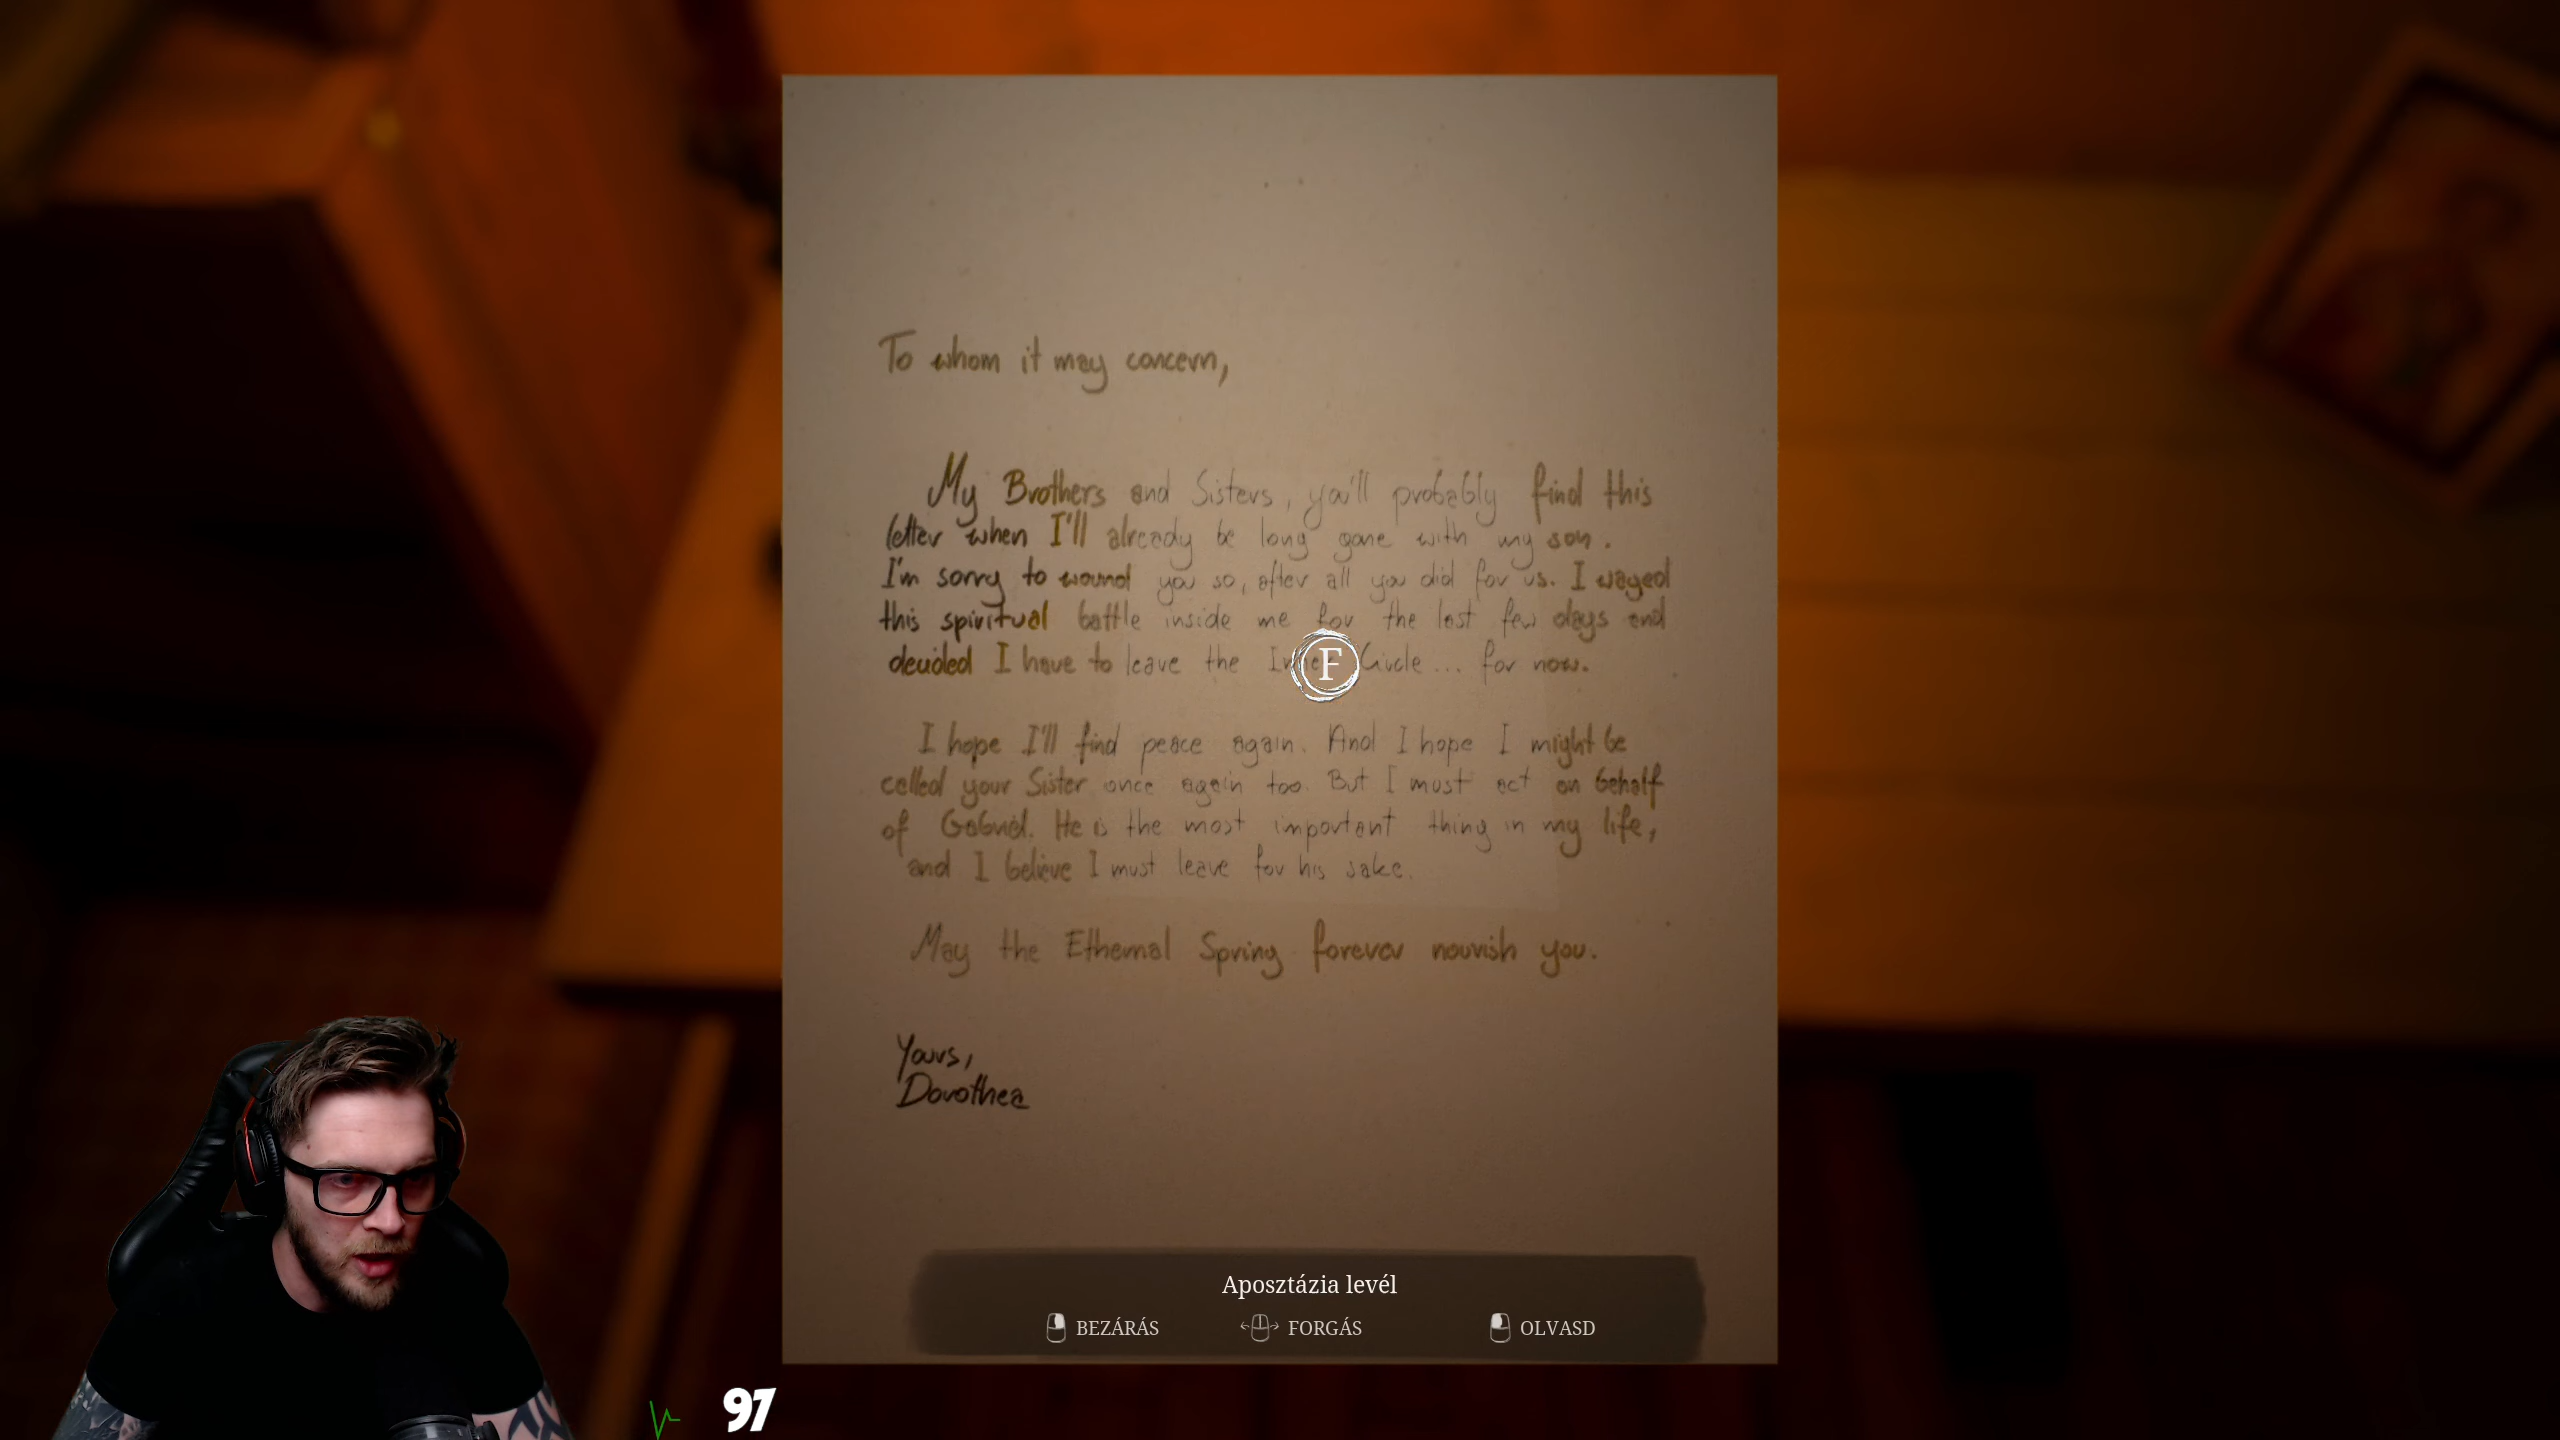 To whom it may concern,
My Brothers and Sisters, you'll probably find this
letter when I'll already be long gone with my son.
I'm sorry to wound you so, after all you did for us. I waged
this spiritual battle inside me for the last few days and
decided I have to leave the Inner Circle... for now.
I hope I'll find peace again. And I hope I might be
called your Sister once again too. But I must act on behalf
of Gabriel. He is the most important thing in my life,
and I believe I must leave for his sake.
May the Ethernal Spring forever nourish you.
Yours,
Dorothea
F
Aposztázia levél
BEZÁRÁS FORGÁS OLVASD
97